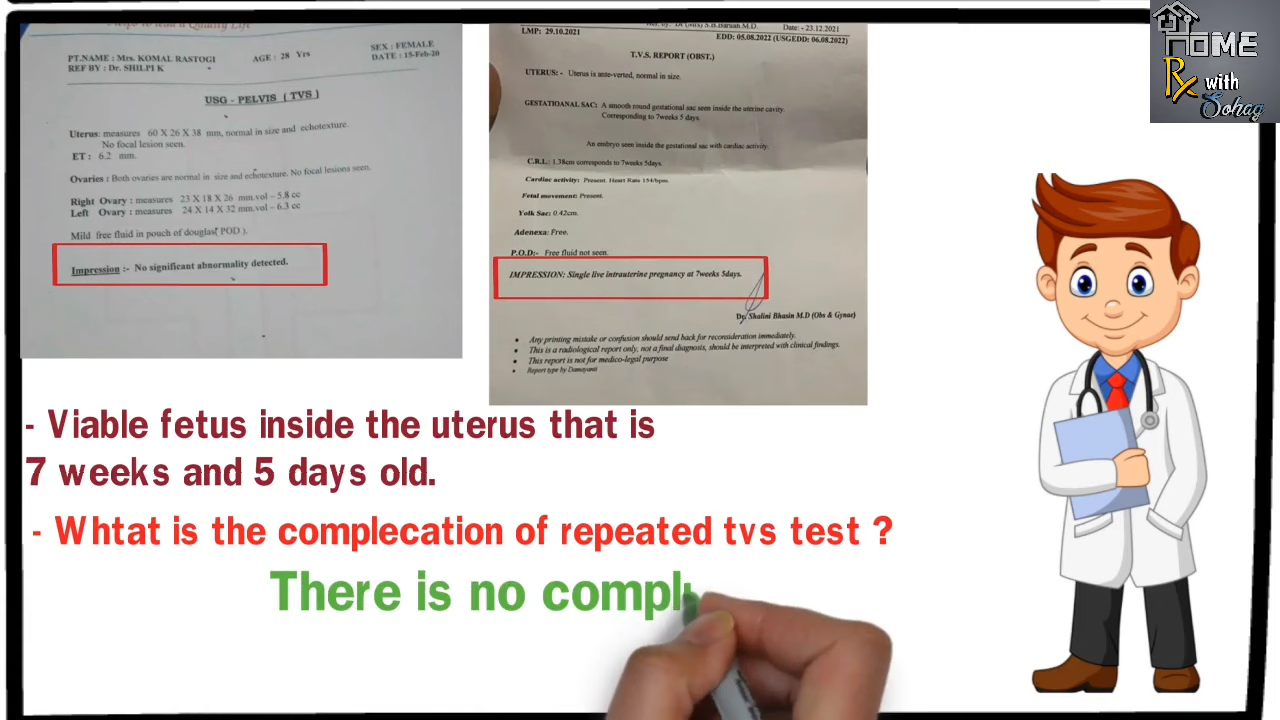 PT.NAME : Mrs. KOMAL RASTOGI AGE : 28 Yrs SEX : FEMALE
REF BY : Dr. SHILPI K DATE : 15-Feb-20
USG - PELVIS ( TVS )
Uterus: measures 60 X 26 X 38 mm, normal in size and echotexture.
No focal lesion seen.
ET : 6.2 mm.
Ovaries : Both ovaries are normal in size and echotexture. No focal lesions seen.
Right Ovary : measures 23 X 18 X 26 mm.vol – 5.8 cc
Left Ovary : measures 24 X 14 X 32 mm.vol – 6.3 cc
Mild free fluid in pouch of douglas( POD ).
Impression :- No significant abnormality detected.
LMP: 29.10.2021 Date: - 23.12.2021
EDD: 05.08.2022 (USGEDD: 06.08.2022)
T.V.S. REPORT (OBST.)
UTERUS: - Uterus is ante-verted, normal in size.
GESTATIOANAL SAC: A smooth round gestational sac seen inside the uterine cavity.
Corresponding to 7weeks 5 days.
An embryo seen inside the gestational sac with cardiac activity.
C.R.L: 1.38cm corresponds to 7weeks 5days.
Cardiac activity: Present. Heart Rate 154/bpm.
Fetal movement: Present.
Yolk Sac: 0.42cm.
Adenexa: Free.
P.O.D:- Free fluid not seen.
IMPRESSION: Single live intrauterine pregnancy at 7weeks 5days.
Dr. Shalini Bhasin M.D (Obs & Gynae)
• Any printing mistake or confusion should send back for reconsideration immediately.
• This is a radiological report only, not a final diagnosis, should be interpreted with clinical findings.
• This report is not for medico-legal purpose
• Report type by Damayanti
HOME
Rx with
Sohag
- Viable fetus inside the uterus that is
7 weeks and 5 days old.
- Whtat is the complecation of repeated tvs test ?
There is no compl